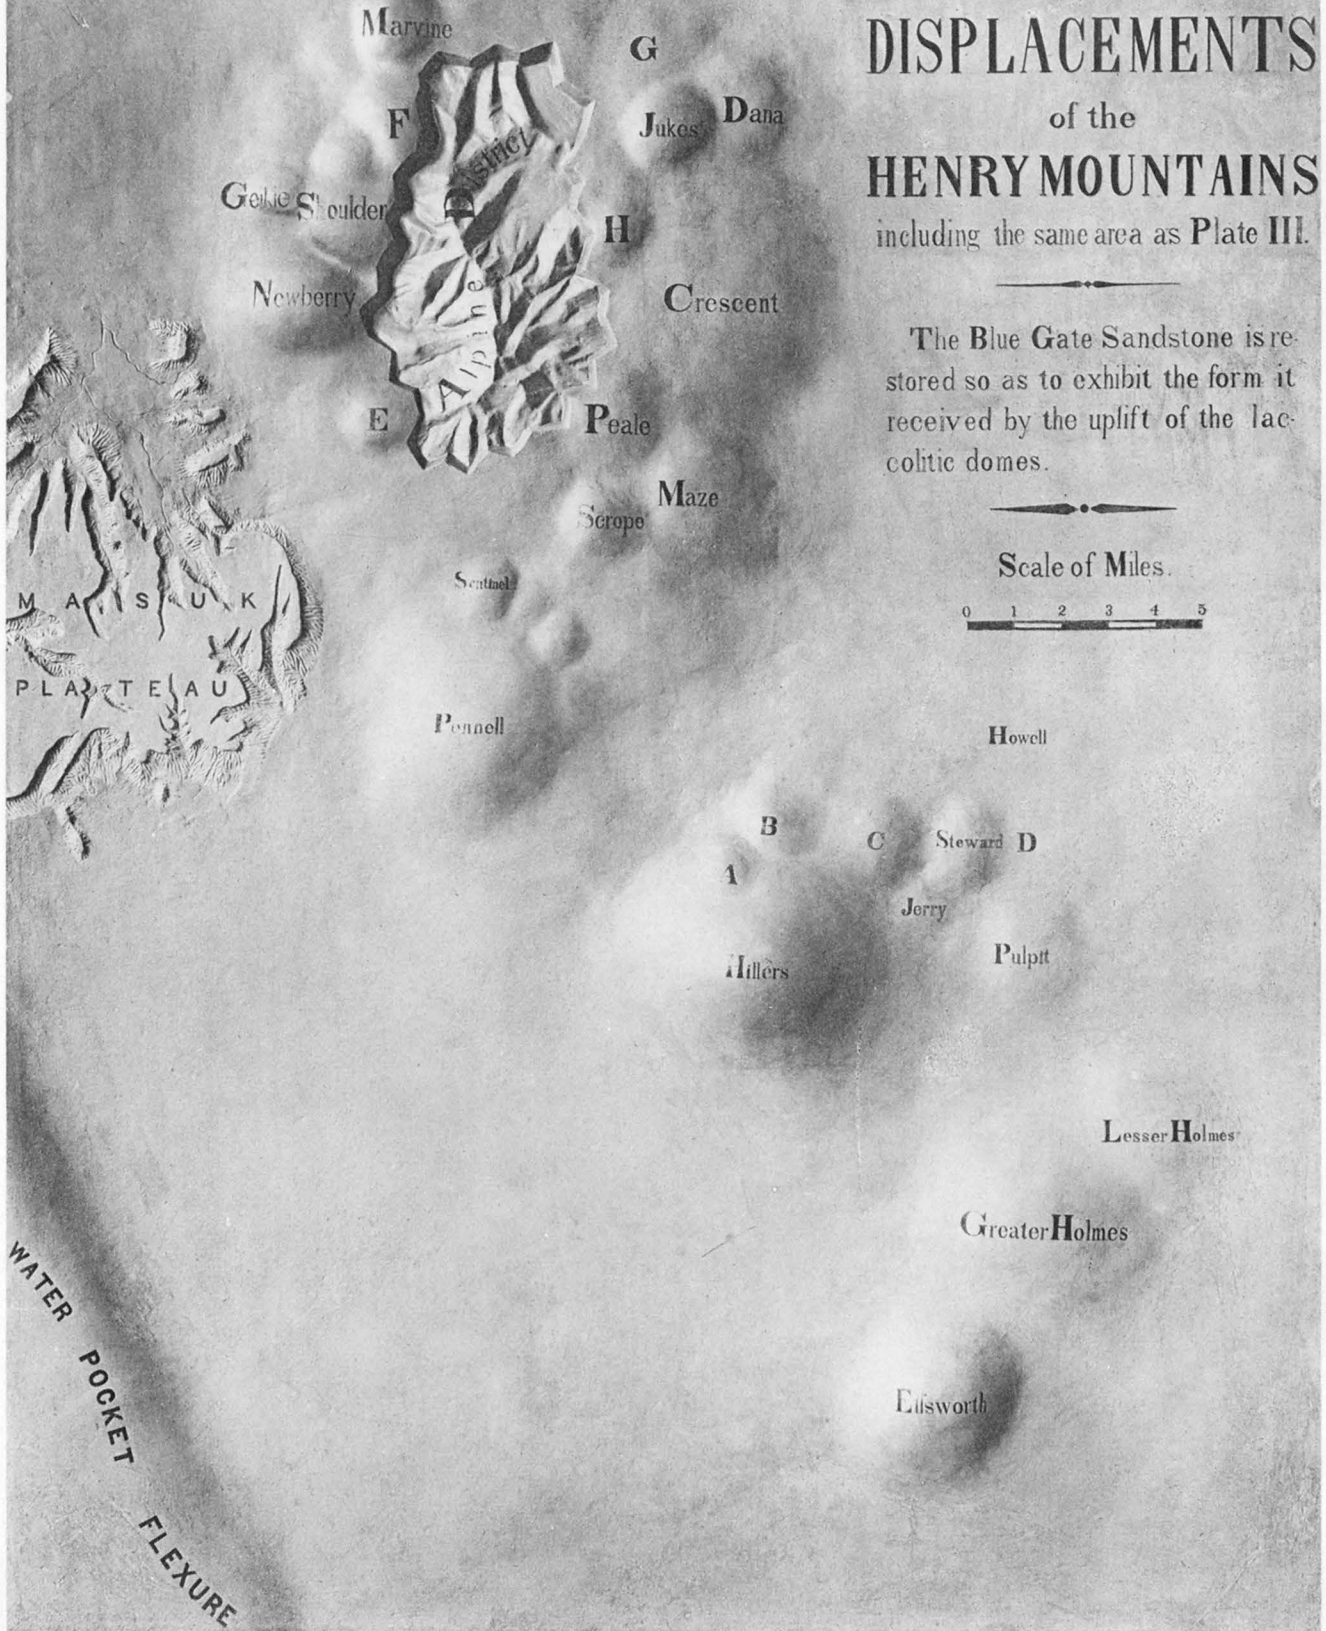 DISPLACEMENTS
of the
HENRY MOUNTAINS
including the same area as Plate III.
The Blue Gate Sandstone is re-
stored so as to exhibit the form it
received by the uplift of the lac-
colitic domes.
Scale of Miles.
0 1 2 3 4 5
Marvine
G
F
Jukes
Dana
District
Geikie Shoulder
H
Newberry
Crescent
Alpine
E
Peale
Maze
Scrope
Sentinel
MASUK
PLATEAU
Pennell
Howell
B
C
Steward D
A
Jerry
Hillers
Pulpit
Lesser Holmes
Greater Holmes
Ellsworth
WATER
POCKET
FLEXURE